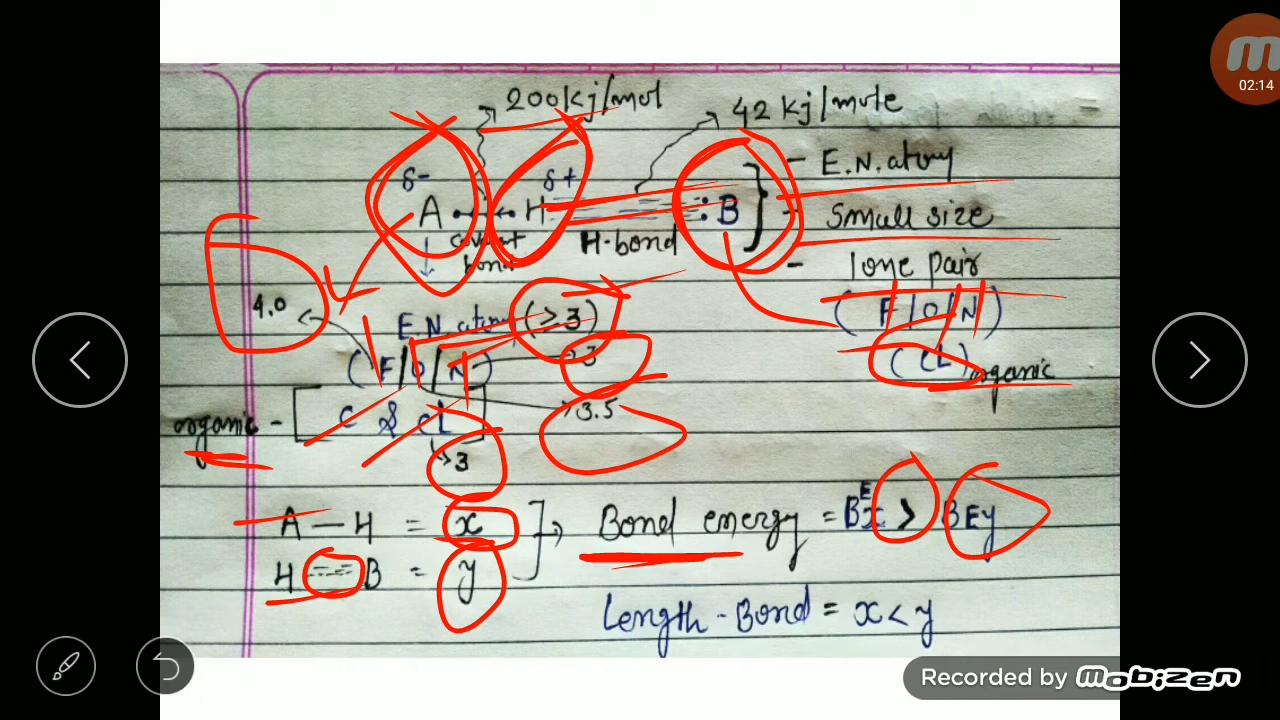 02:14
200kj/mol
42 kj/mole
δ- δ+
A H :B
covalent bond
H-bond
- E.N. atom
- Small size
- lone pair
( F/O/N )
( CL) organic
4.0
E.N. atom (≥3)
( F/O/N )
3
3.5
organic - C & CL
3
A — H = x
H B = y
Bond energy = BEx > BEy
Length - Bond = x < y
Recorded by mobizen